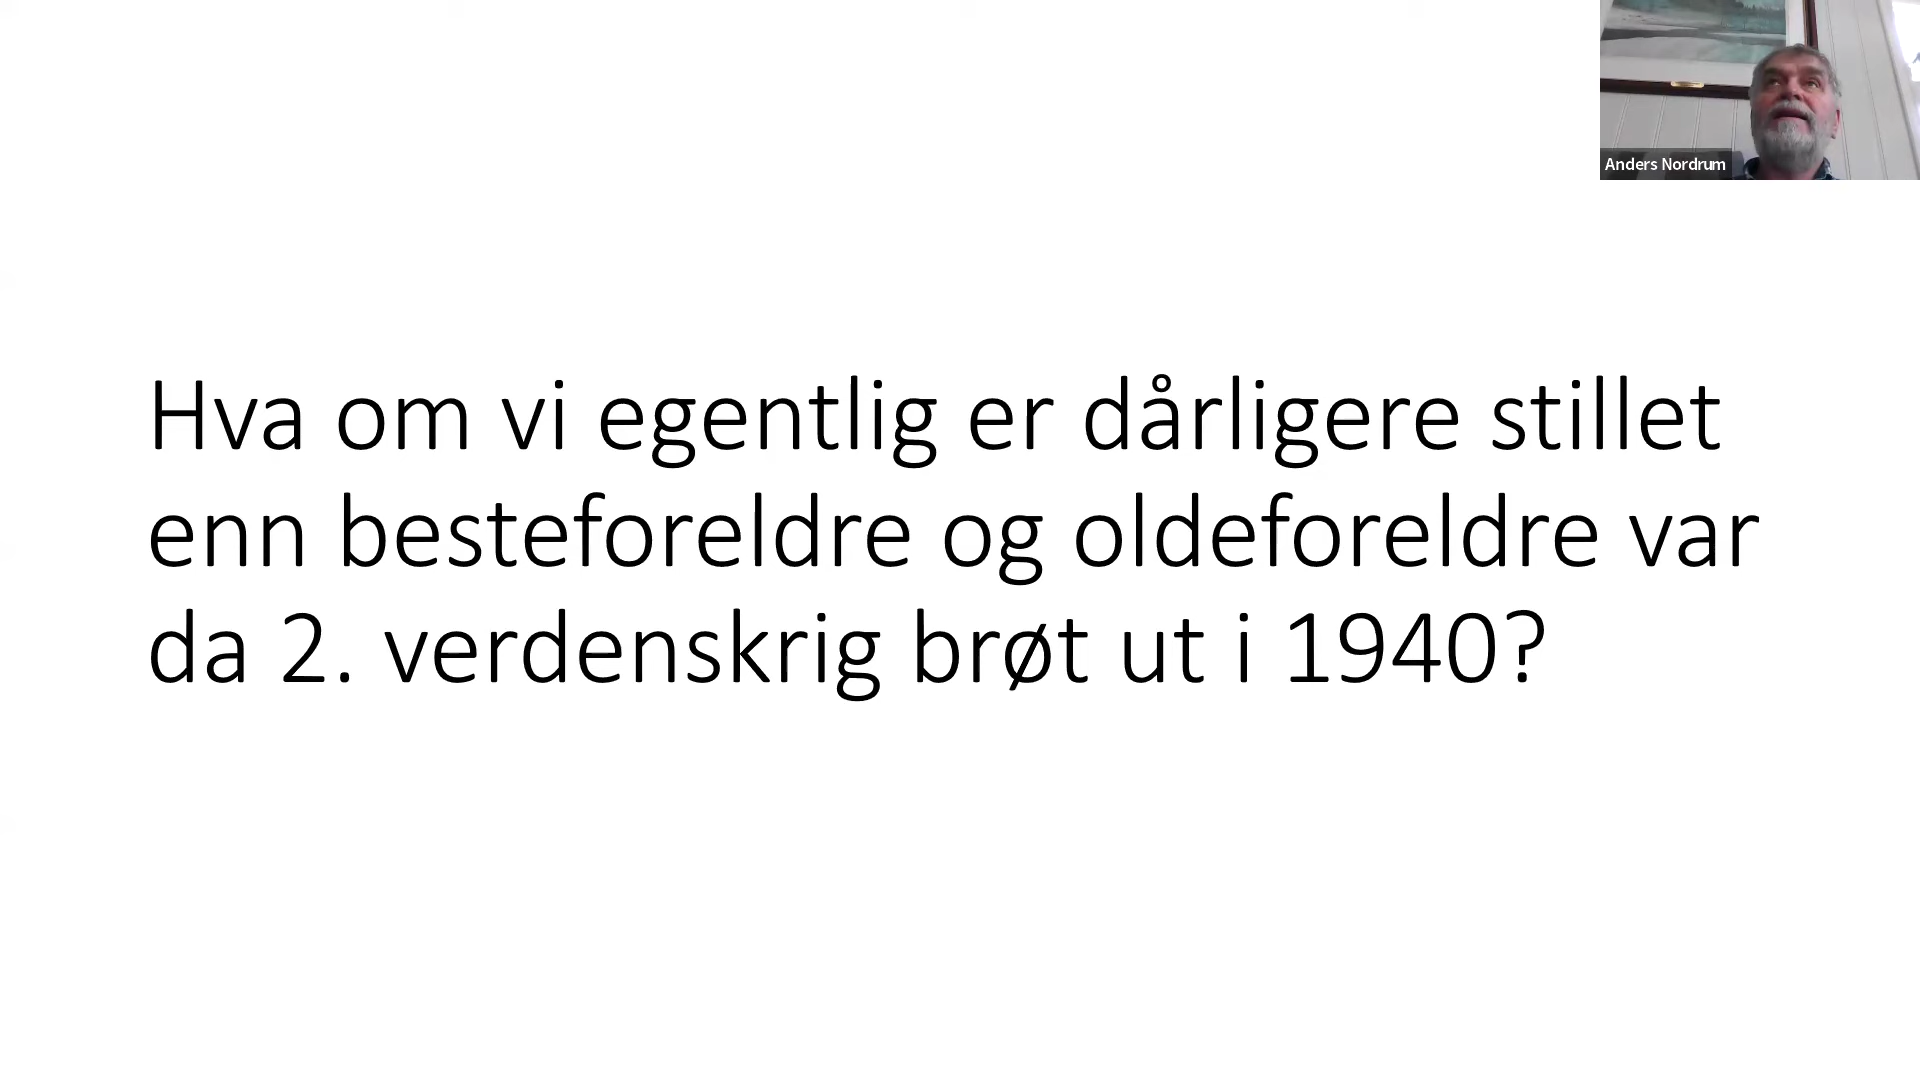 Anders Nordrum
Hva om vi egentlig er dårligere stillet
enn besteforeldre og oldeforeldre var
da 2. verdenskrig brøt ut i 1940?